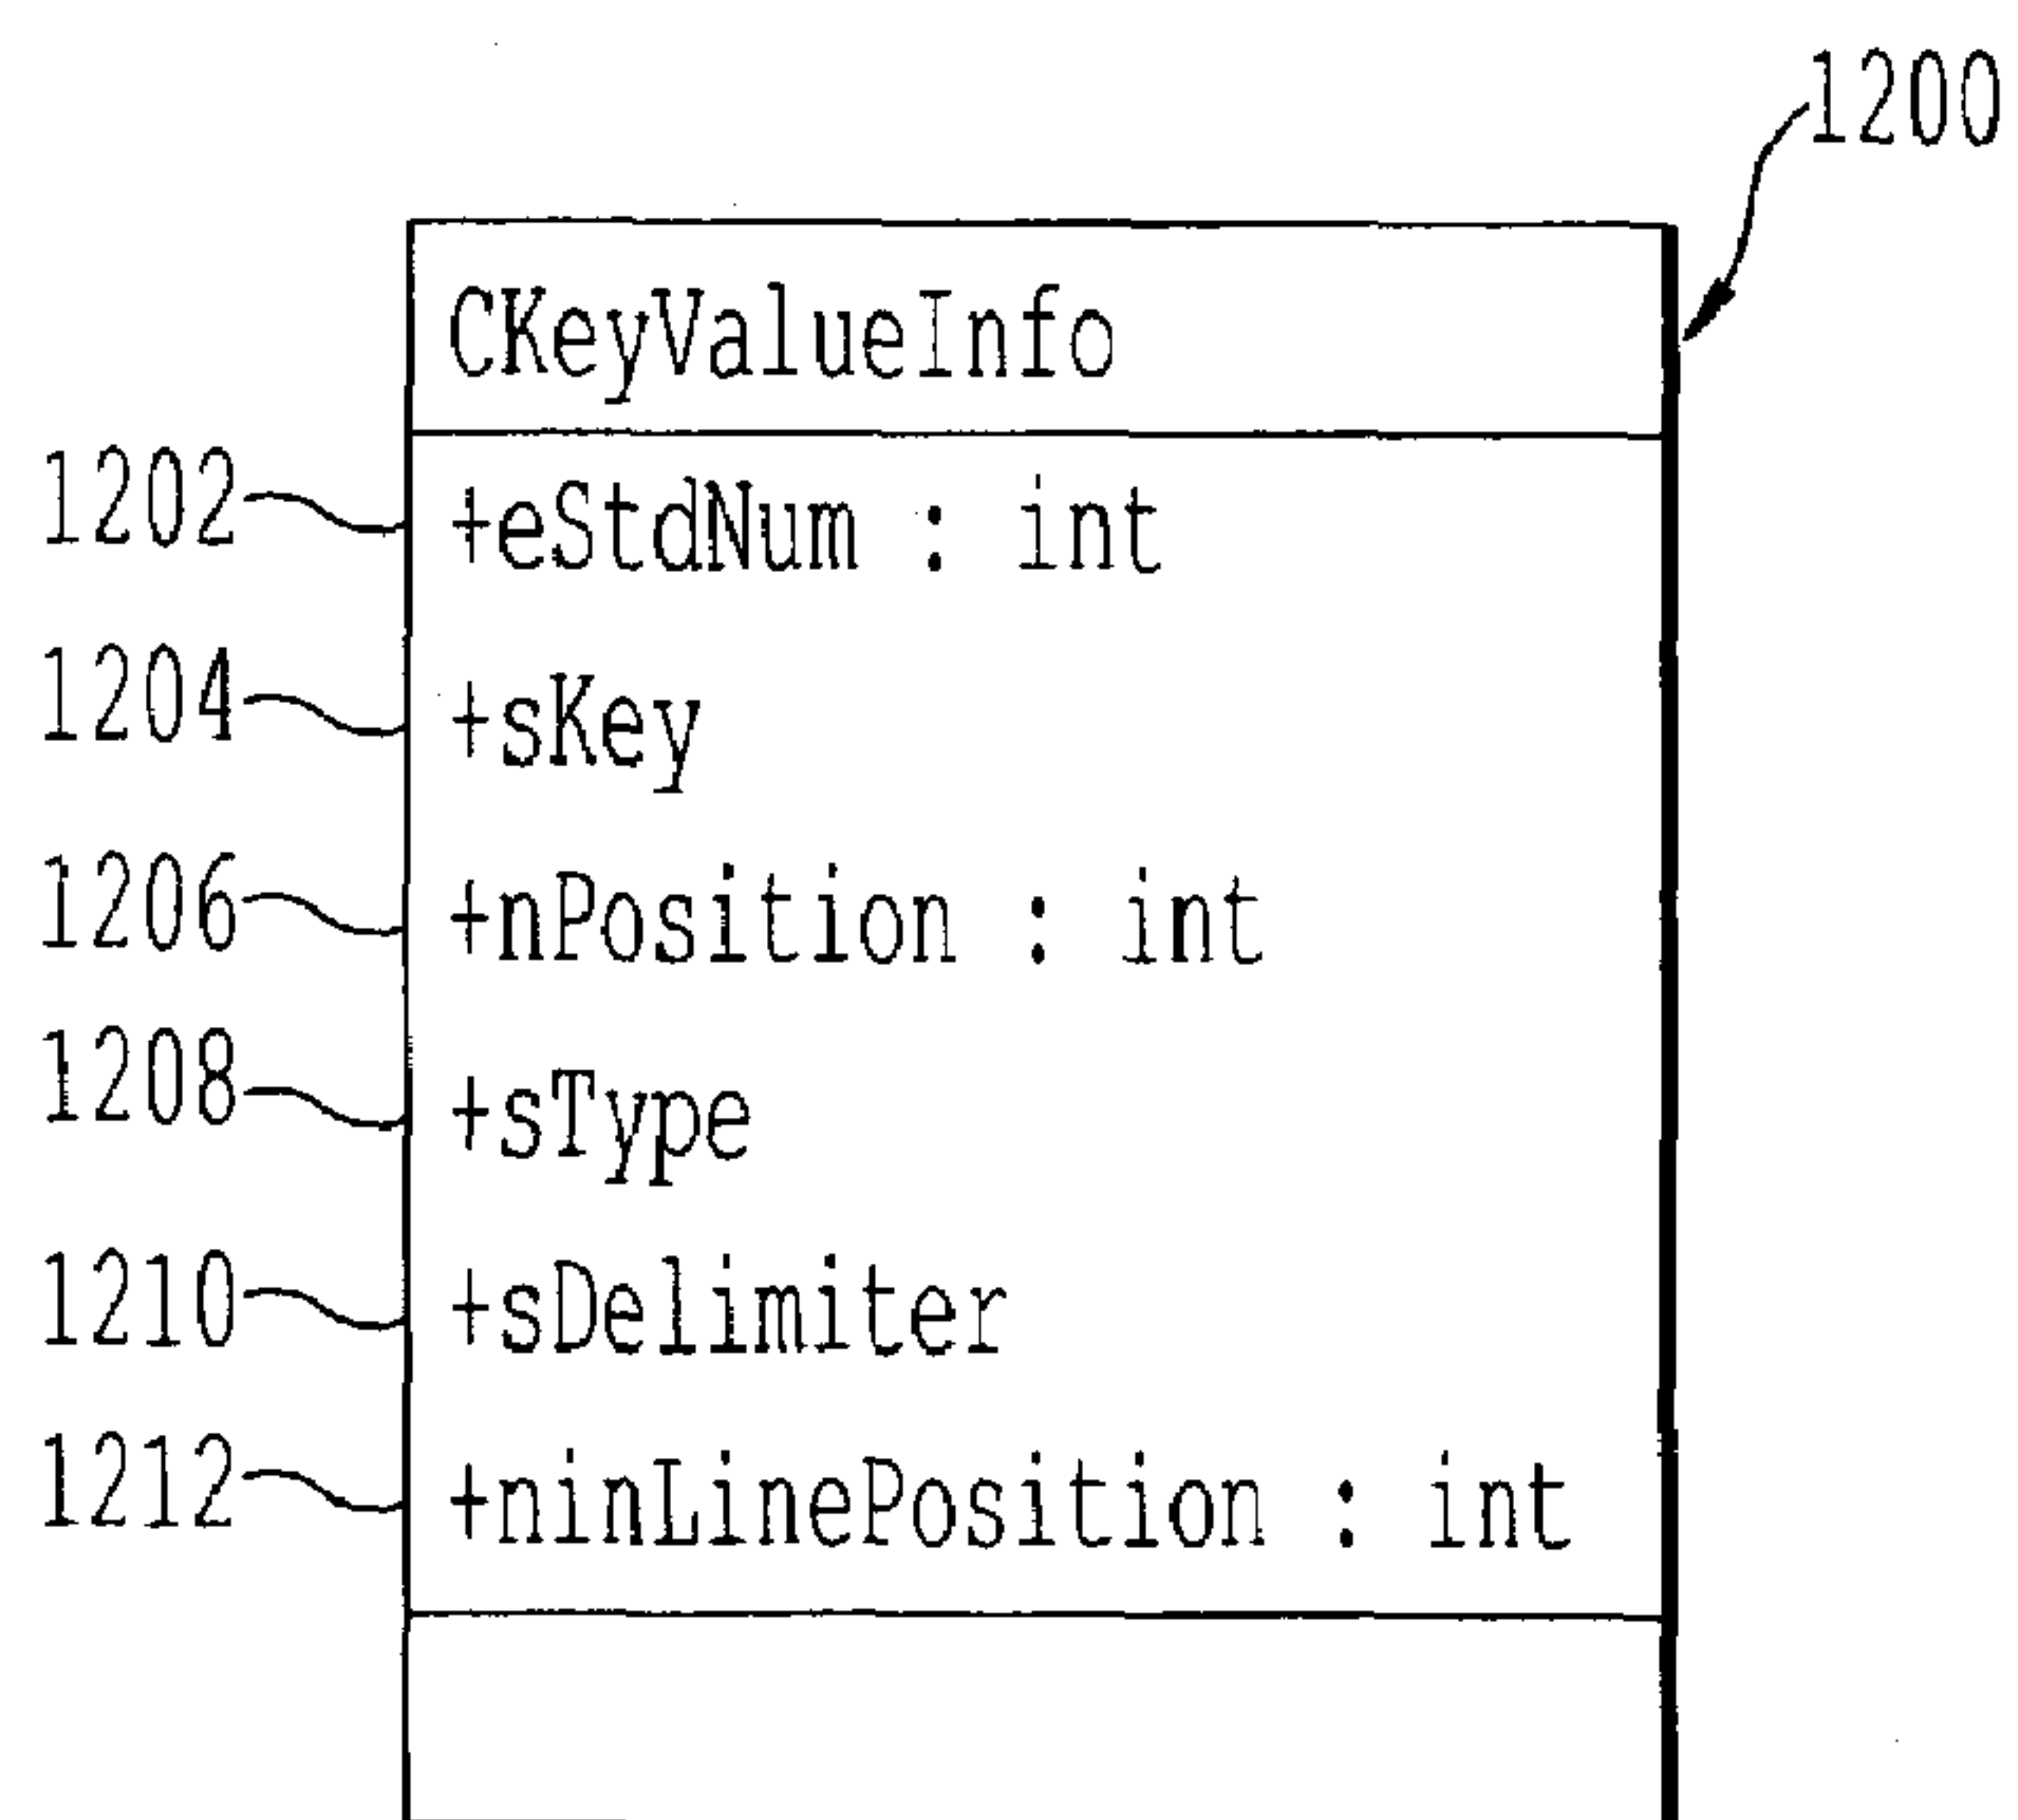 1200
CKeyValueInfo
1202 +eStdNum : int
1204 +sKey
1206 +nPosition : int
1208 +sType
1210 +sDelimiter
1212 +ninLinePosition : int